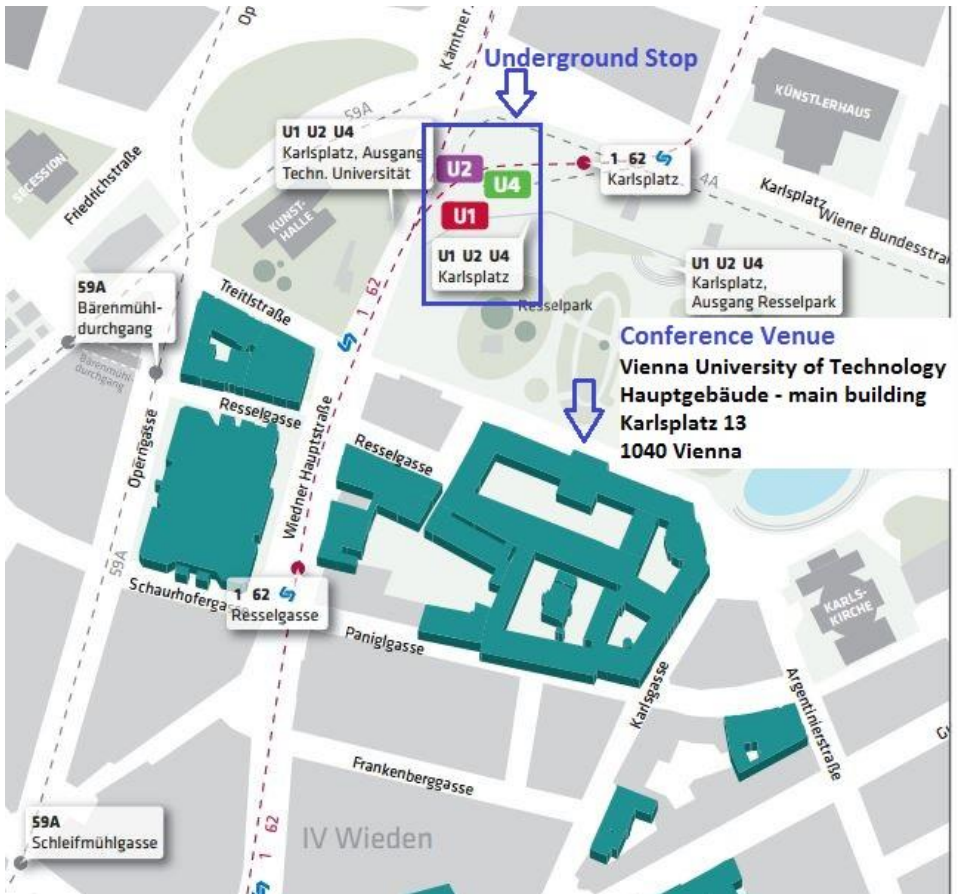 Op
Kärntner
Underground Stop
59A
KÜNSTLERHAUS
U1 U2 U4
Karlsplatz, Ausgang
Techn. Universität
U2
U4
U1
1 62
Karlsplatz
SECESSION
Friedrichstraße
KUNST-
HALLE
4A
Karlsplatz
Wiener Bundesstra
U1 U2 U4
Karlsplatz
U1 U2 U4
Karlsplatz,
Ausgang Resselpark
59A
Bärenmühl-
durchgang
Treitlstraße
1 62
Resselpark
Bärenmühl-
durchgang
Conference Venue
Vienna University of Technology
Hauptgebäude - main building
Karlsplatz 13
1040 Vienna
Resselgasse
Operngasse
Wiedner Hauptstraße
Resselgasse
59A
Schaurhofergasse
1 62
Resselgasse
Paniglgasse
KARLS-
KIRCHE
Karlsgasse
Argentinierstraße
Frankenberggasse
59A
Schleifmühlgasse
1 62
IV Wieden